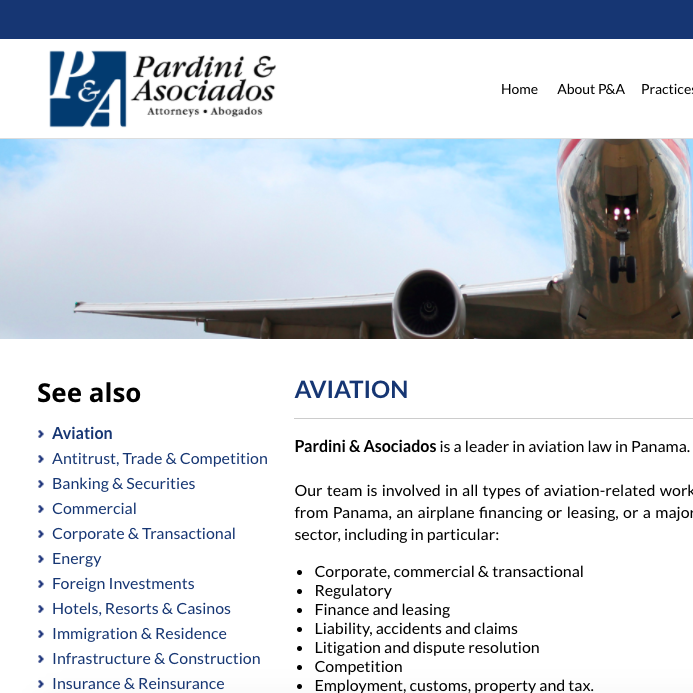 P&A
Pardini &
Asociados
Attorneys • Abogados
Home About P&A Practices
See also
Aviation
Antitrust, Trade & Competition
Banking & Securities
Commercial
Corporate & Transactional
Energy
Foreign Investments
Hotels, Resorts & Casinos
Immigration & Residence
Infrastructure & Construction
Insurance & Reinsurance
AVIATION
Pardini & Asociados is a leader in aviation law in Panama.
Our team is involved in all types of aviation-related work
from Panama, an airplane financing or leasing, or a major
sector, including in particular:
• Corporate, commercial & transactional
• Regulatory
• Finance and leasing
• Liability, accidents and claims
• Litigation and dispute resolution
• Competition
• Employment, customs, property and tax.